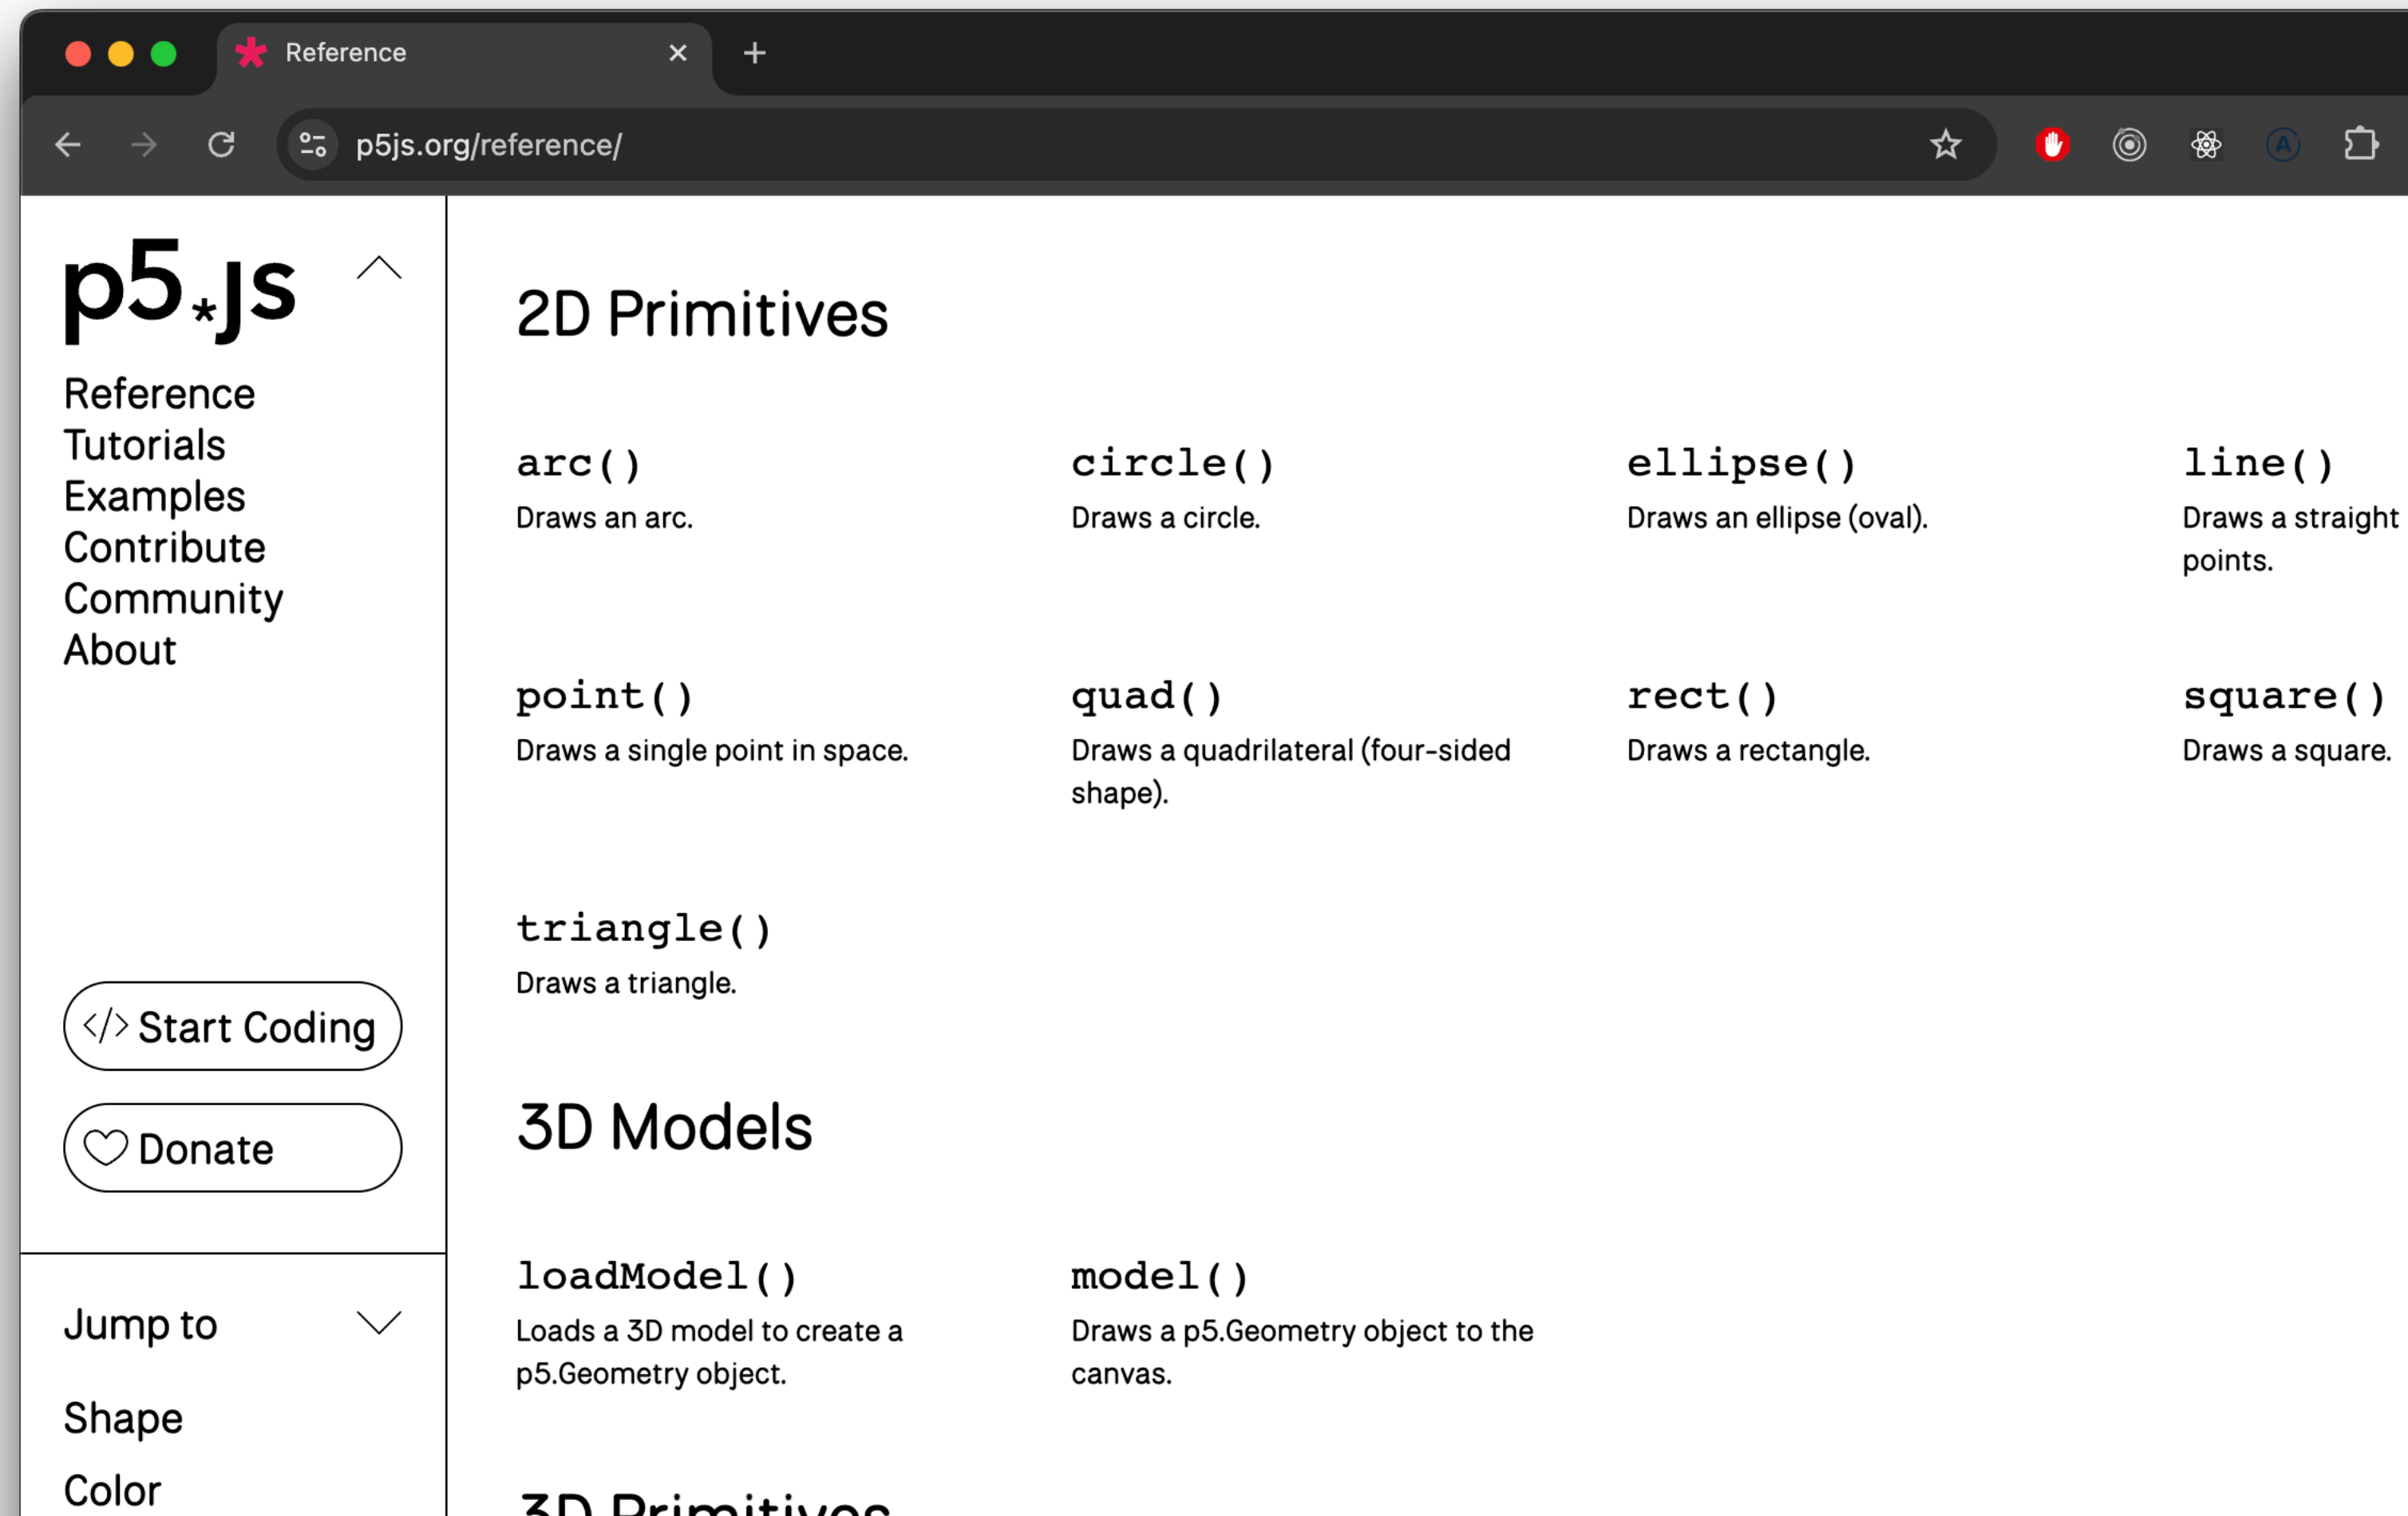 Reference
p5js.org/reference/
p5*js
Reference
Tutorials
Examples
Contribute
Community
About
</> Start Coding
Donate
Jump to
Shape
Color
2D Primitives
arc()
Draws an arc.
circle()
Draws a circle.
ellipse()
Draws an ellipse (oval).
line()
Draws a straight
points.
point()
Draws a single point in space.
quad()
Draws a quadrilateral (four-sided
shape).
rect()
Draws a rectangle.
square()
Draws a square.
triangle()
Draws a triangle.
3D Models
loadModel()
Loads a 3D model to create a
p5.Geometry object.
model()
Draws a p5.Geometry object to the
canvas.
3D Primitives